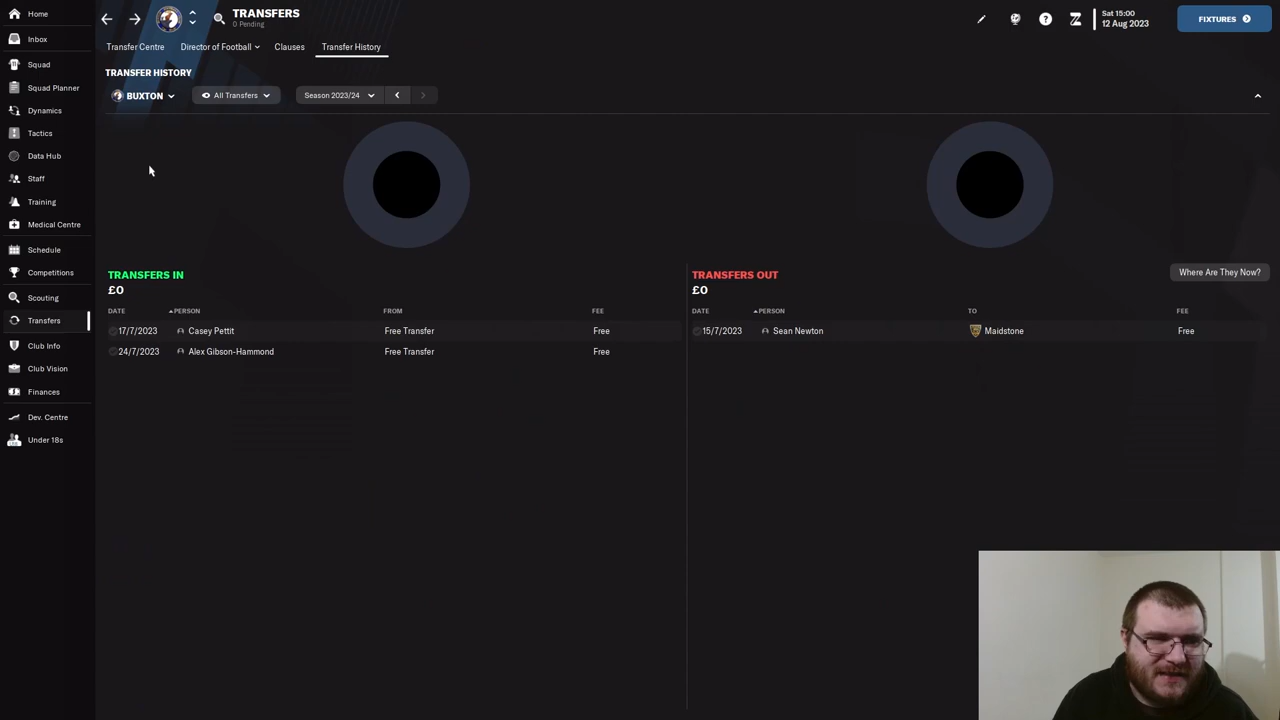 Home
Inbox
Squad
Squad Planner
Dynamics
Tactics
Data Hub
Staff
Training
Medical Centre
Schedule
Competitions
Scouting
Transfers
Club Info
Club Vision
Finances
Dev. Centre
Under 18s
TRANSFERS
0 Pending
Sat 15:00
12 Aug 2023
FIXTURES
Transfer Centre Director of Football Clauses Transfer History
TRANSFER HISTORY
BUXTON All Transfers Season 2023/24
TRANSFERS IN
£0
DATE PERSON FROM FEE
17/7/2023 Casey Pettit Free Transfer Free
24/7/2023 Alex Gibson-Hammond Free Transfer Free
TRANSFERS OUT
£0
Where Are They Now?
DATE PERSON TO FEE
15/7/2023 Sean Newton Maidstone Free